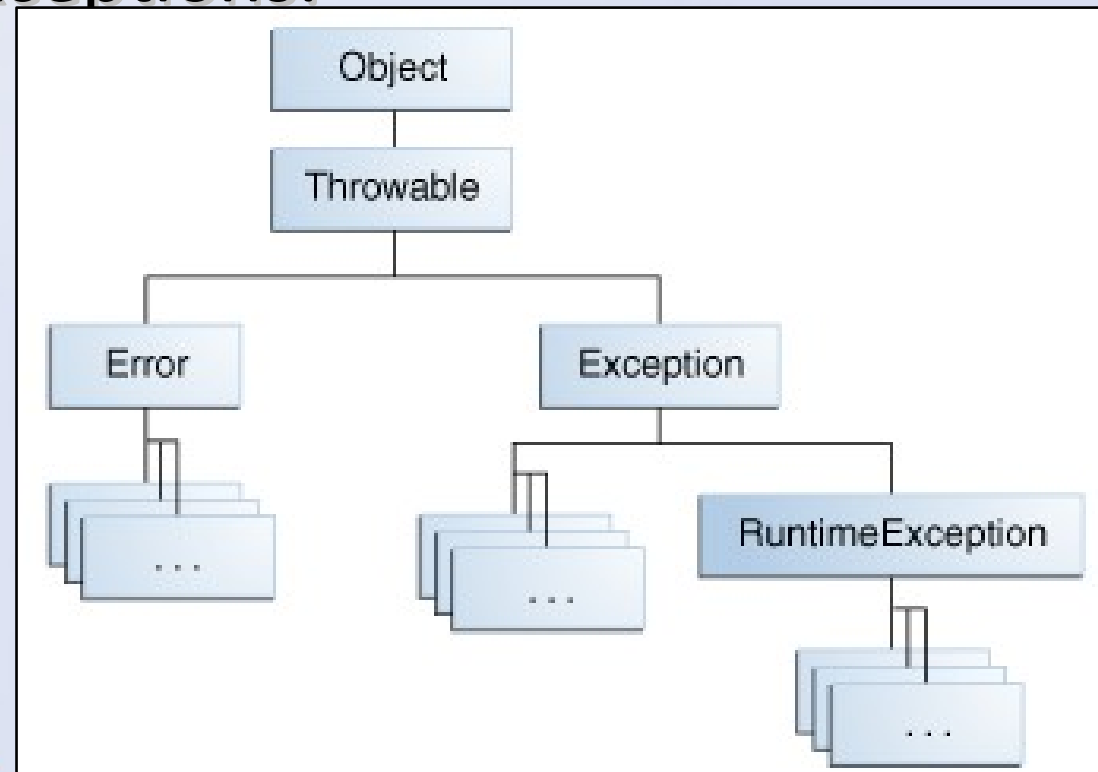 Object
Throwable
Error
Exception
...
...
RuntimeException
...